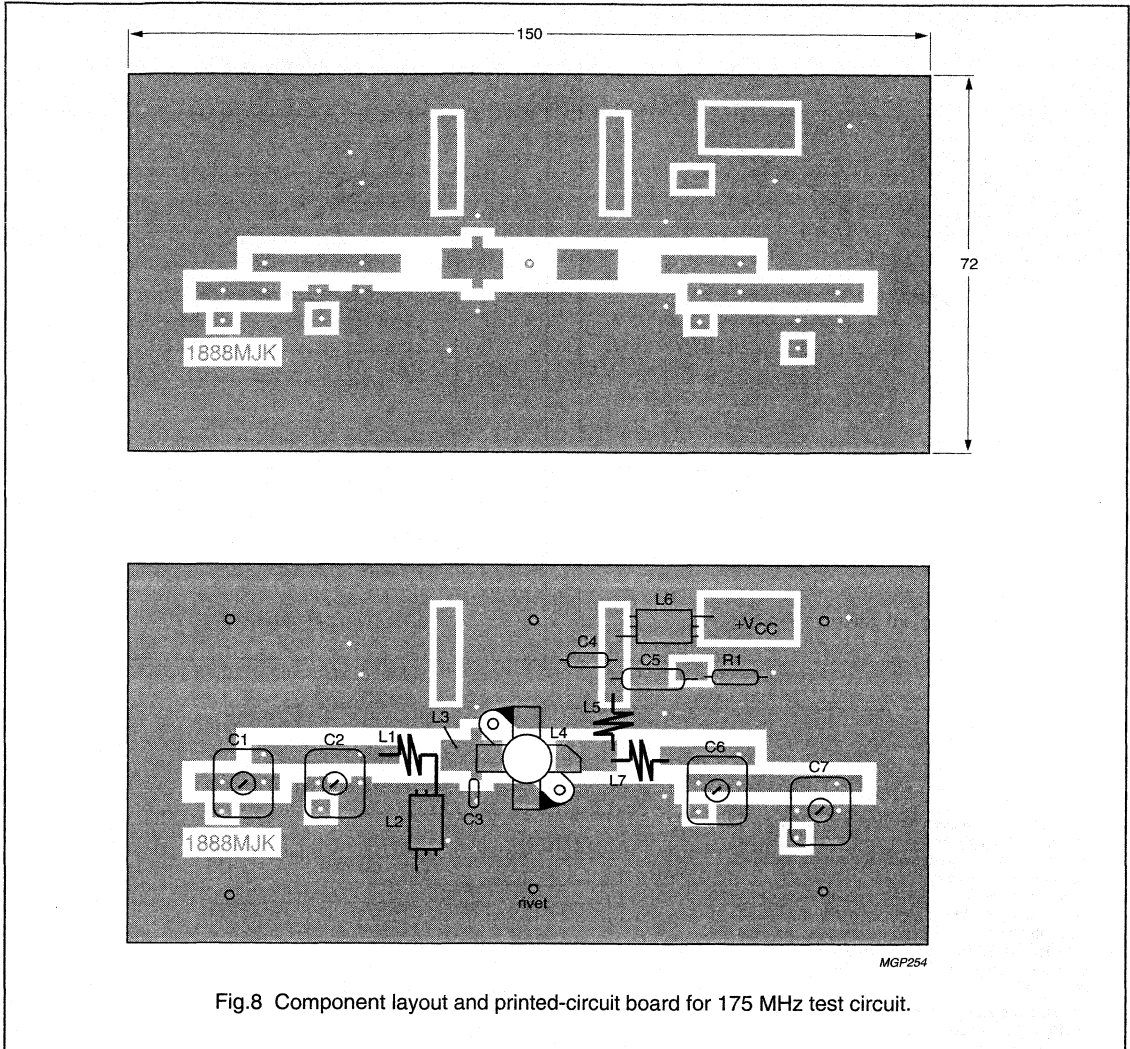 150
72
1888MJK
L6
+VCC
C4
C5
R1
L5
L3
L4
C1
C2
L1
C6
C7
L7
L2
C3
1888MJK
rivet
MGP254
Fig.8 Component layout and printed-circuit board for 175 MHz test circuit.